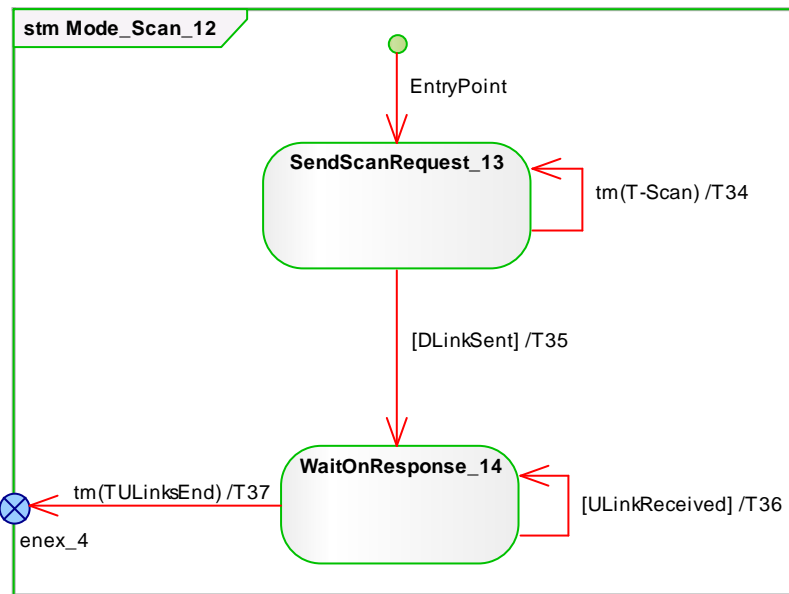 stm Mode_Scan_12
EntryPoint
SendScanRequest_13
tm(T-Scan) /T34
[DLinkSent] /T35
WaitOnResponse_14
tm(TULinksEnd) /T37
[ULinkReceived] /T36
enex_4